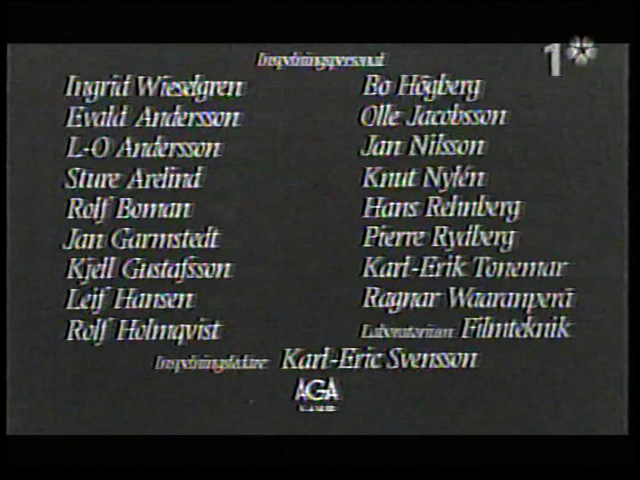 Inspelningspersonal
1
Ingrid Wieselgren
Evald Andersson
L-O Andersson
Sture Arelind
Rolf Boman
Jan Garmstedt
Kjell Gustafsson
Leif Hansen
Rolf Holmqvist
Bo Högberg
Olle Jacobsson
Jan Nilsson
Knut Nylén
Hans Rehnberg
Pierre Rydberg
Karl-Erik Tonemar
Ragnar Waaranperä
Laboratorium: Filmteknik
Inspelningsledare: Karl-Eric Svensson
AGA